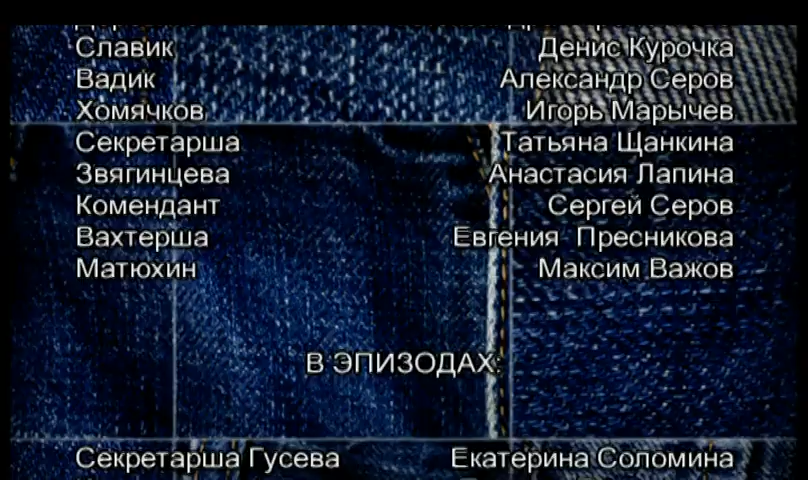 Славик Денис Курочка
Вадик Александр Серов
Хомячков Игорь Марычев
Секретарша Татьяна Щанкина
Звягинцева Анастасия Лапина
Комендант Сергей Серов
Вахтерша Евгения Пресникова
Матюхин Максим Важов
В ЭПИЗОДАХ:
Секретарша Гусева Екатерина Соломина